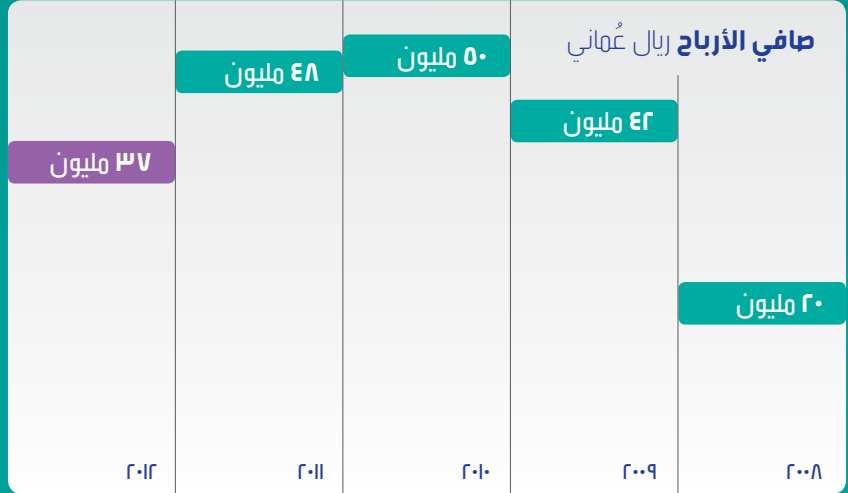 صافي الأرباح ريال عُماني
٥٠ مليون
٤٨ مليون
٤٢ مليون
٣٧ مليون
٢٠ مليون
٢٠٠٨
٢٠٠٩
٢٠١٠
٢٠١١
٢٠١٢